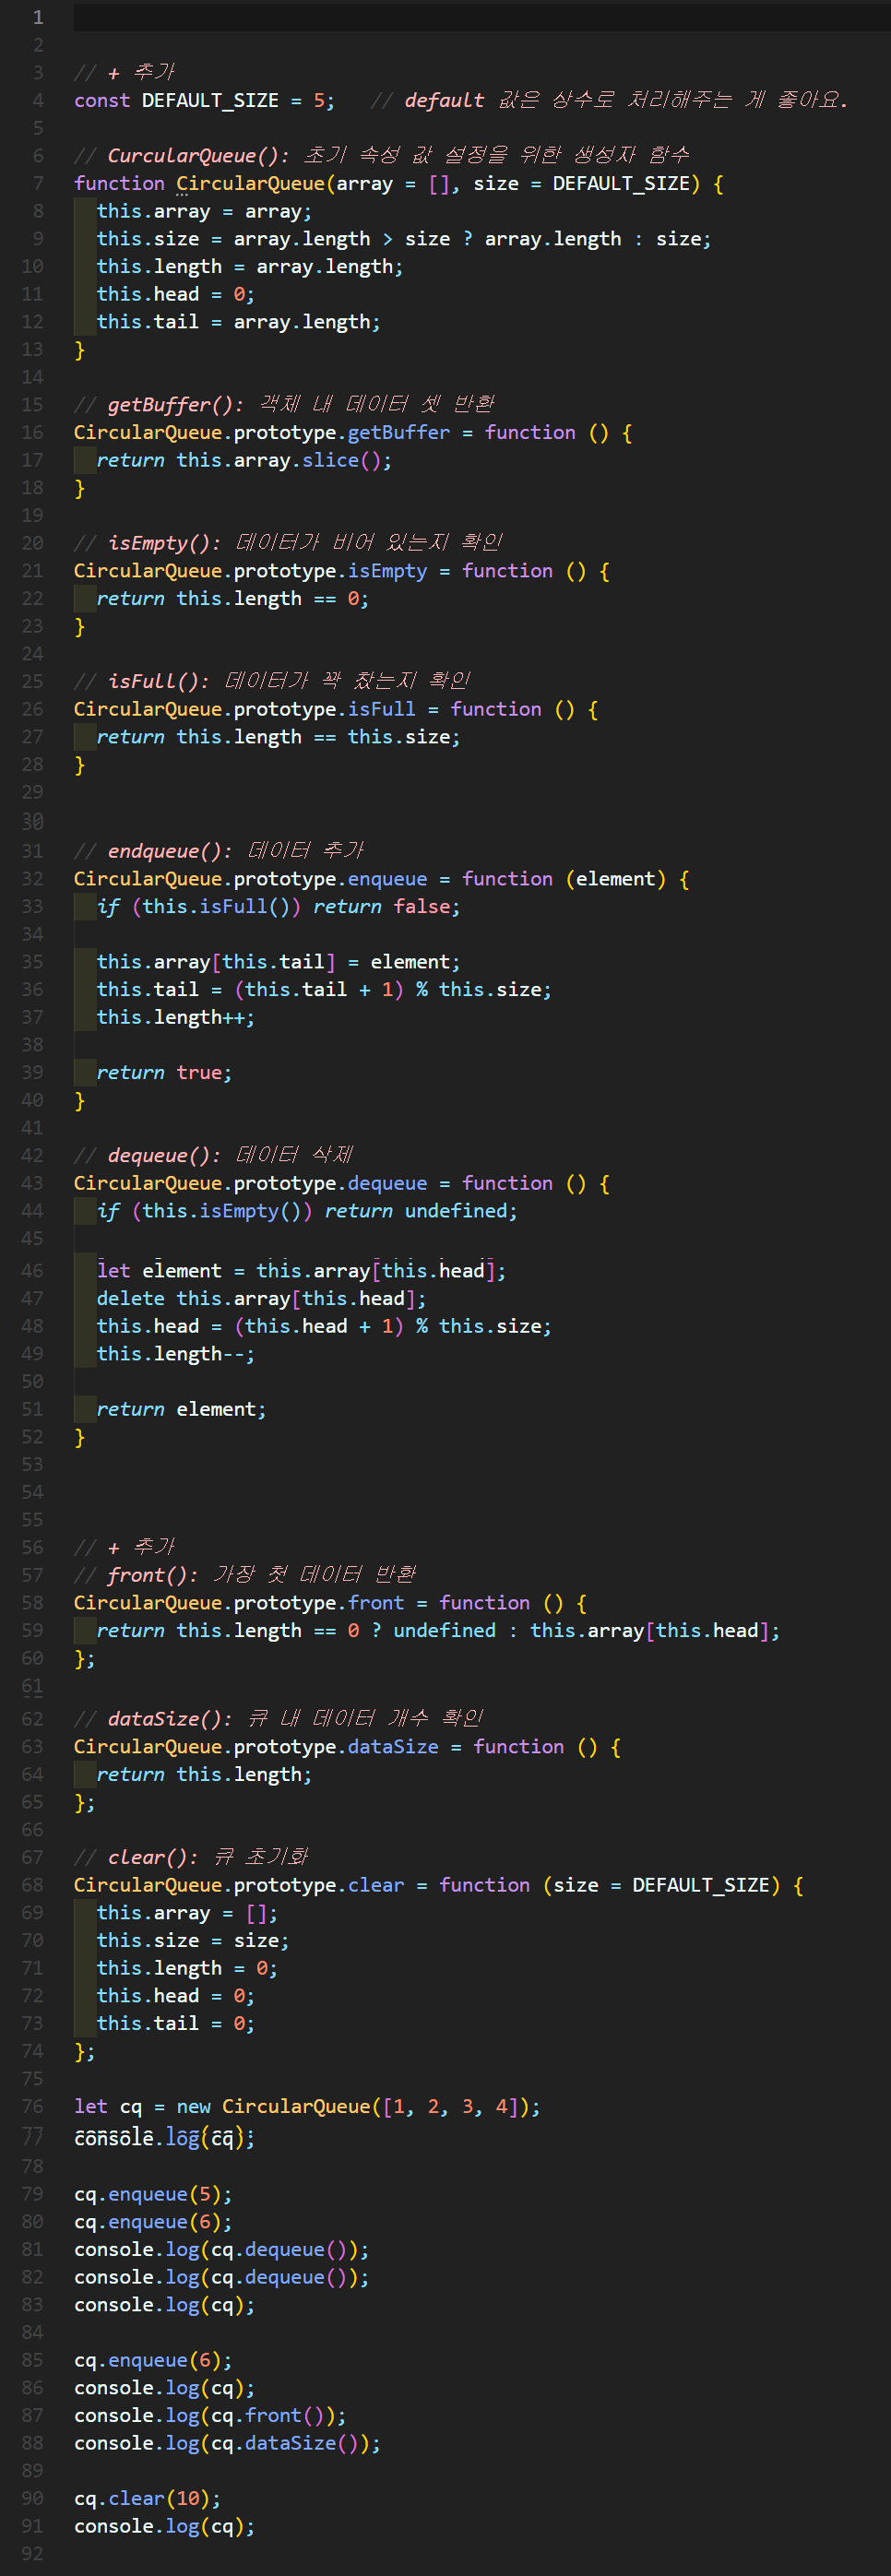 1
2
3 // + 추가
4 const DEFAULT_SIZE = 5;   // default 값은 상수로 처리해주는 게 좋아요.
5
6 // CurcularQueue(): 초기 속성 값 설정을 위한 생성자 함수
7 function CircularQueue(array = [], size = DEFAULT_SIZE) {
8   this.array = array;
9   this.size = array.length > size ? array.length : size;
10   this.length = array.length;
11   this.head = 0;
12   this.tail = array.length;
13 }
14
15 // getBuffer(): 객체 내 데이터 셋 반환
16 CircularQueue.prototype.getBuffer = function () {
17   return this.array.slice();
18 }
19
20 // isEmpty(): 데이터가 비어 있는지 확인
21 CircularQueue.prototype.isEmpty = function () {
22   return this.length == 0;
23 }
24
25 // isFull(): 데이터가 꽉 찼는지 확인
26 CircularQueue.prototype.isFull = function () {
27   return this.length == this.size;
28 }
29
30
31 // endqueue(): 데이터 추가
32 CircularQueue.prototype.enqueue = function (element) {
33   if (this.isFull()) return false;
34
35   this.array[this.tail] = element;
36   this.tail = (this.tail + 1) % this.size;
37   this.length++;
38
39   return true;
40 }
41
42 // dequeue(): 데이터 삭제
43 CircularQueue.prototype.dequeue = function () {
44   if (this.isEmpty()) return undefined;
45
46   let element = this.array[this.head];
47   delete this.array[this.head];
48   this.head = (this.head + 1) % this.size;
49   this.length--;
50
51   return element;
52 }
53
54
55
56 // + 추가
57 // front(): 가장 첫 데이터 반환
58 CircularQueue.prototype.front = function () {
59   return this.length == 0 ? undefined : this.array[this.head];
60 };
61
62 // dataSize(): 큐 내 데이터 개수 확인
63 CircularQueue.prototype.dataSize = function () {
64   return this.length;
65 };
66
67 // clear(): 큐 초기화
68 CircularQueue.prototype.clear = function (size = DEFAULT_SIZE) {
69   this.array = [];
70   this.size = size;
71   this.length = 0;
72   this.head = 0;
73   this.tail = 0;
74 };
75
76 let cq = new CircularQueue([1, 2, 3, 4]);
77 console.log(cq);
78
79 cq.enqueue(5);
80 cq.enqueue(6);
81 console.log(cq.dequeue());
82 console.log(cq.dequeue());
83 console.log(cq);
84
85 cq.enqueue(6);
86 console.log(cq);
87 console.log(cq.front());
88 console.log(cq.dataSize());
89
90 cq.clear(10);
91 console.log(cq);
92